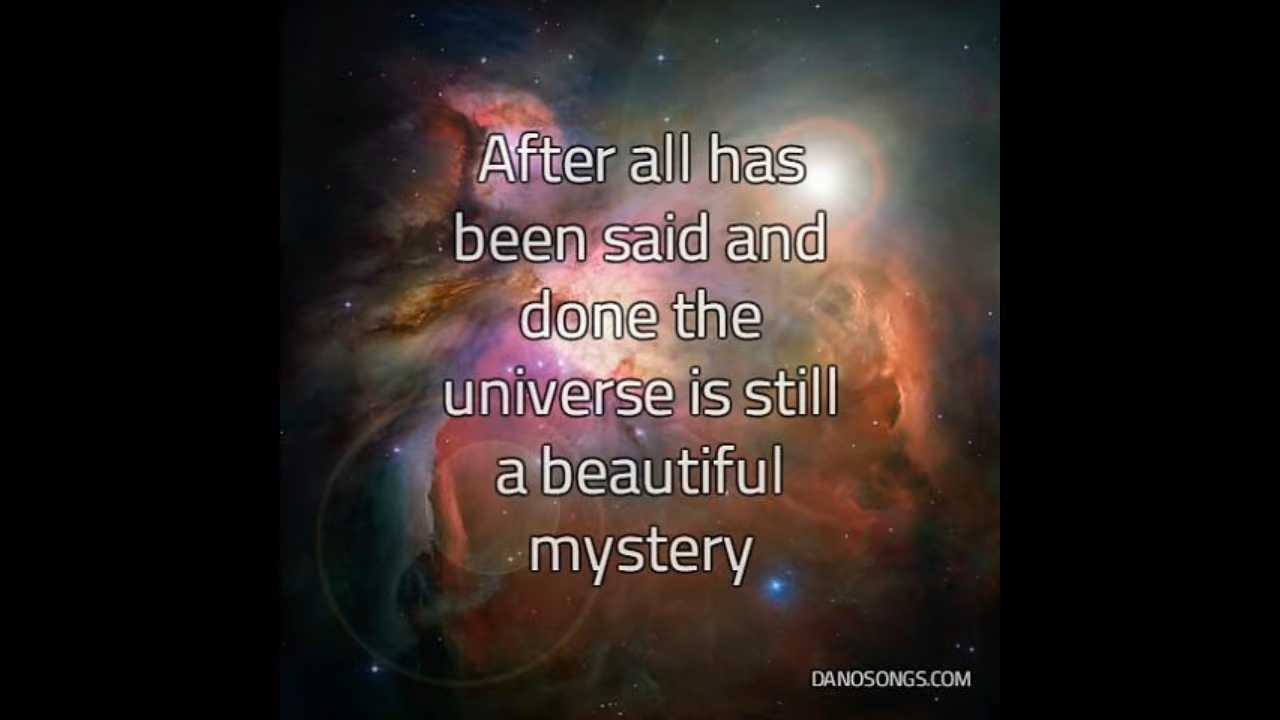 After all has
been said and
done the
universe is still
a beautiful
mystery
DANOSONGS.COM